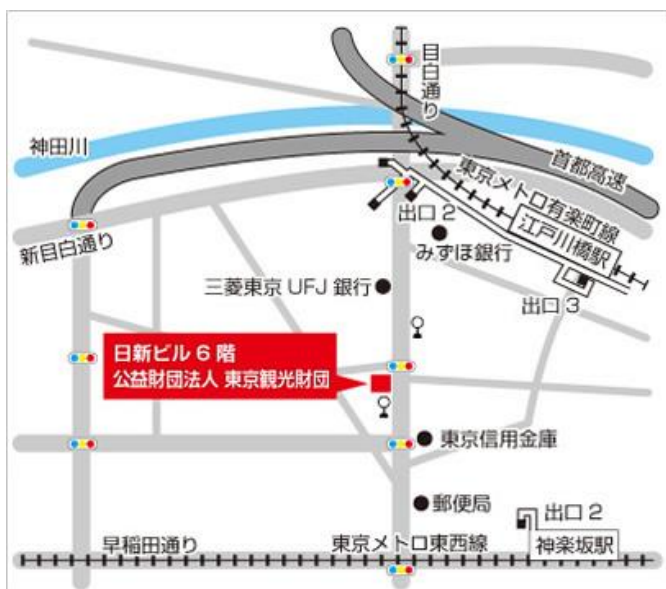 目白通り
神田川
首都高速
東京メトロ有楽町線
出口 2
江戸川橋駅
新目白通り
みずほ銀行
三菱東京 UFJ 銀行
出口 3
日新ビル 6 階
公益財団法人 東京観光財団
東京信用金庫
郵便局
出口 2
早稲田通り
東京メトロ東西線
神楽坂駅